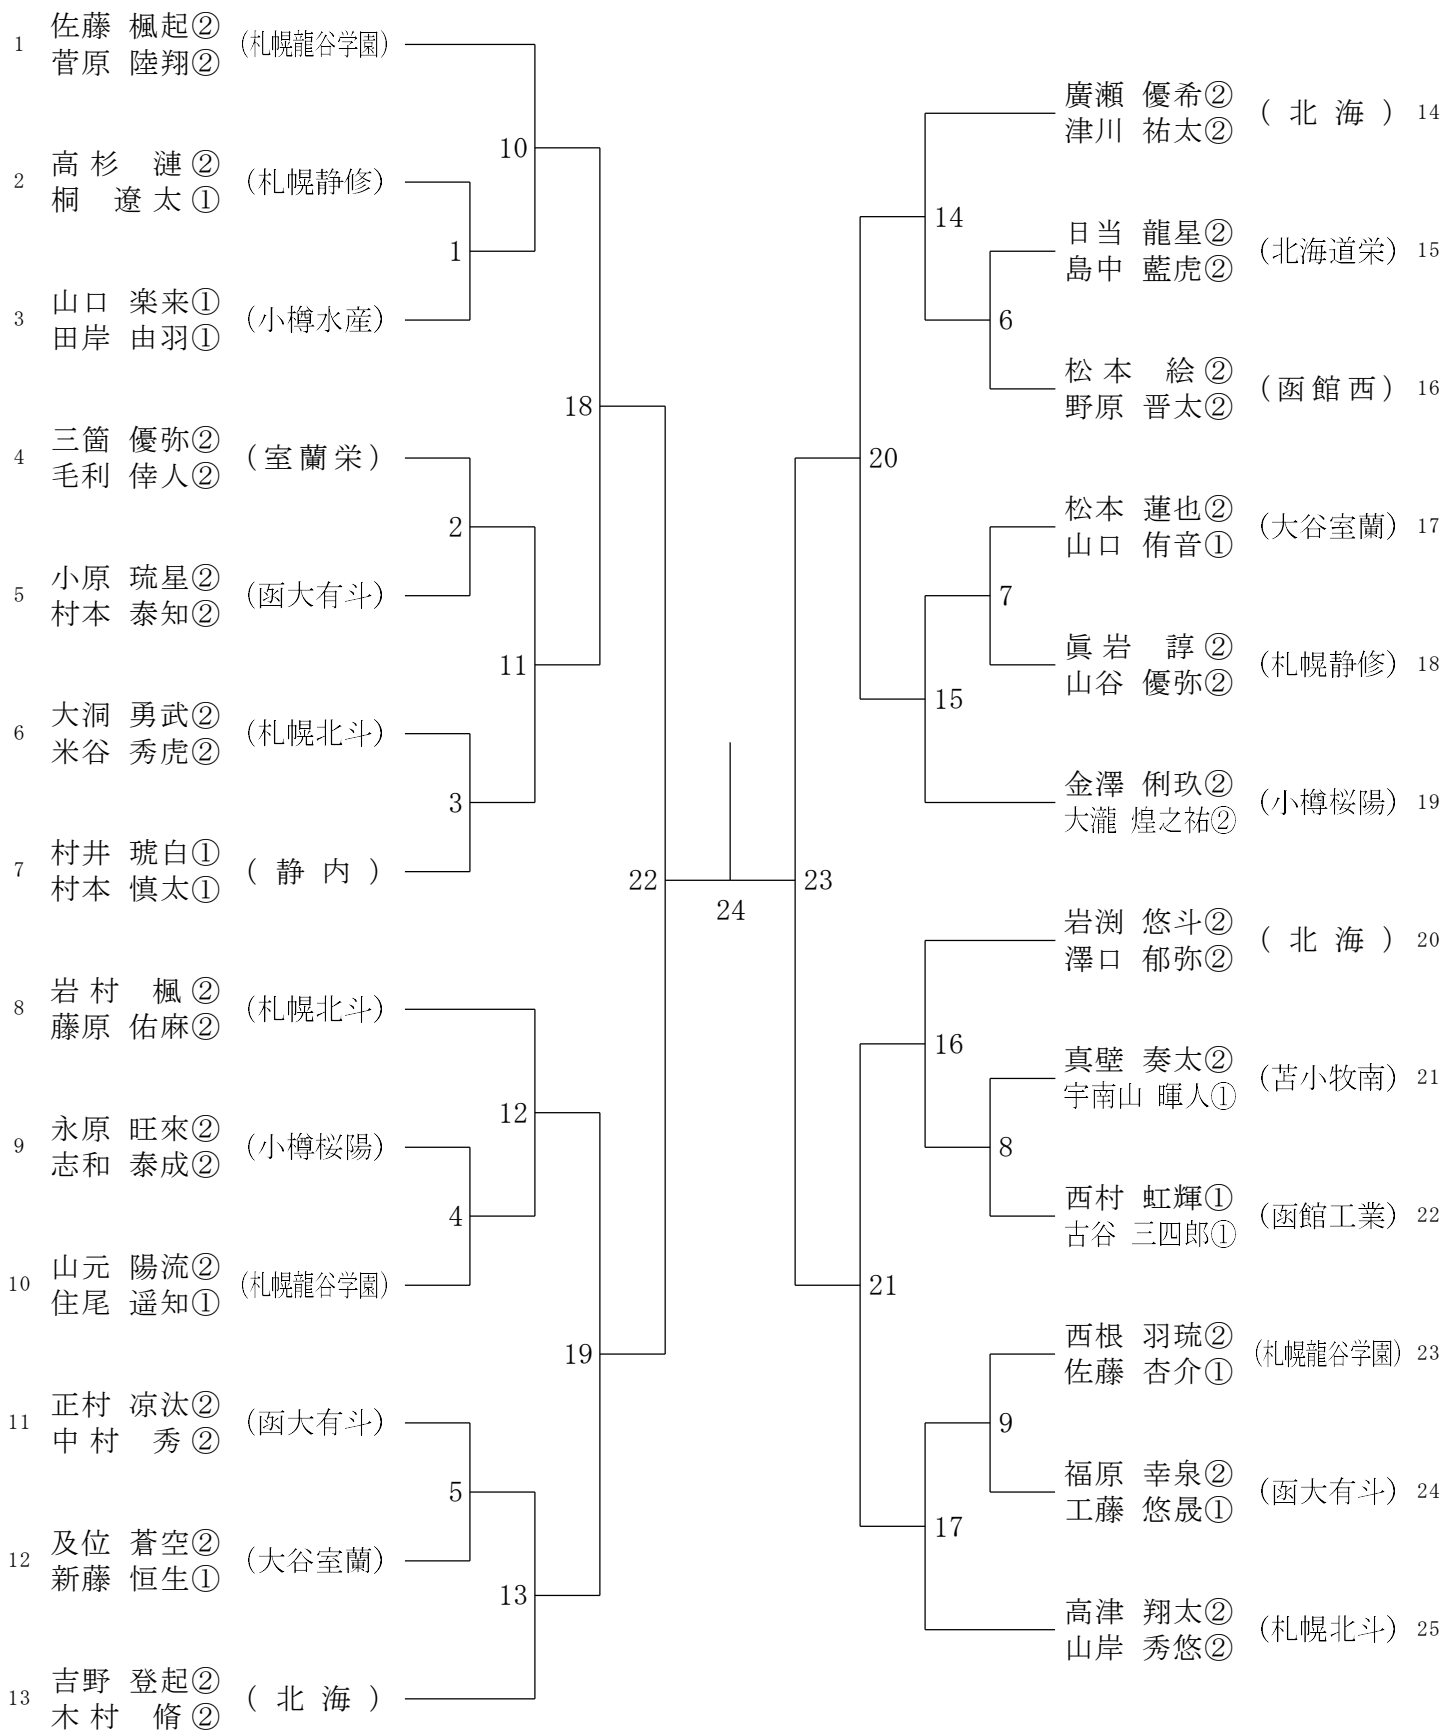 1 佐藤 楓起② (札幌龍谷学園)
菅原 陸翔②
2 高杉 漣② (札幌静修)
桐 遼太①
3 山口 楽来① (小樽水産)
田岸 由羽①
4 三箇 優弥② (室蘭栄)
毛利 倖人②
5 小原 琉星② (函大有斗)
村本 泰知②
6 大洞 勇武② (札幌北斗)
米谷 秀虎②
7 村井 琥白① (静内)
村本 慎太①
8 岩村 楓② (札幌北斗)
藤原 佑麻②
9 永原 旺來② (小樽桜陽)
志和 泰成②
10 山元 陽流② (札幌龍谷学園)
住尾 遥知①
11 正村 凉汰② (函大有斗)
中村 秀②
12 及位 蒼空② (大谷室蘭)
新藤 恒生①
13 吉野 登起② (北海)
木村 脩②
10
1
18
2
11
3
22
12
4
19
5
13
24
23
14
6
20
7
15
16
8
21
9
17
廣瀬 優希② (北海) 14
津川 祐太②
日当 龍星② (北海道栄) 15
島中 藍虎②
松本 絵② (函館西) 16
野原 晋太②
松本 蓮也② (大谷室蘭) 17
山口 侑音①
眞岩 諄② (札幌静修) 18
山谷 優弥②
金澤 俐玖② (小樽桜陽) 19
大瀧 煌之祐②
岩渕 悠斗② (北海) 20
澤口 郁弥②
真壁 奏太② (苫小牧南) 21
宇南山 暉人①
西村 虹輝① (函館工業) 22
古谷 三四郎①
西根 羽琉② (札幌龍谷学園) 23
佐藤 杏介①
福原 幸泉② (函大有斗) 24
工藤 悠晟①
高津 翔太② (札幌北斗) 25
山岸 秀悠②